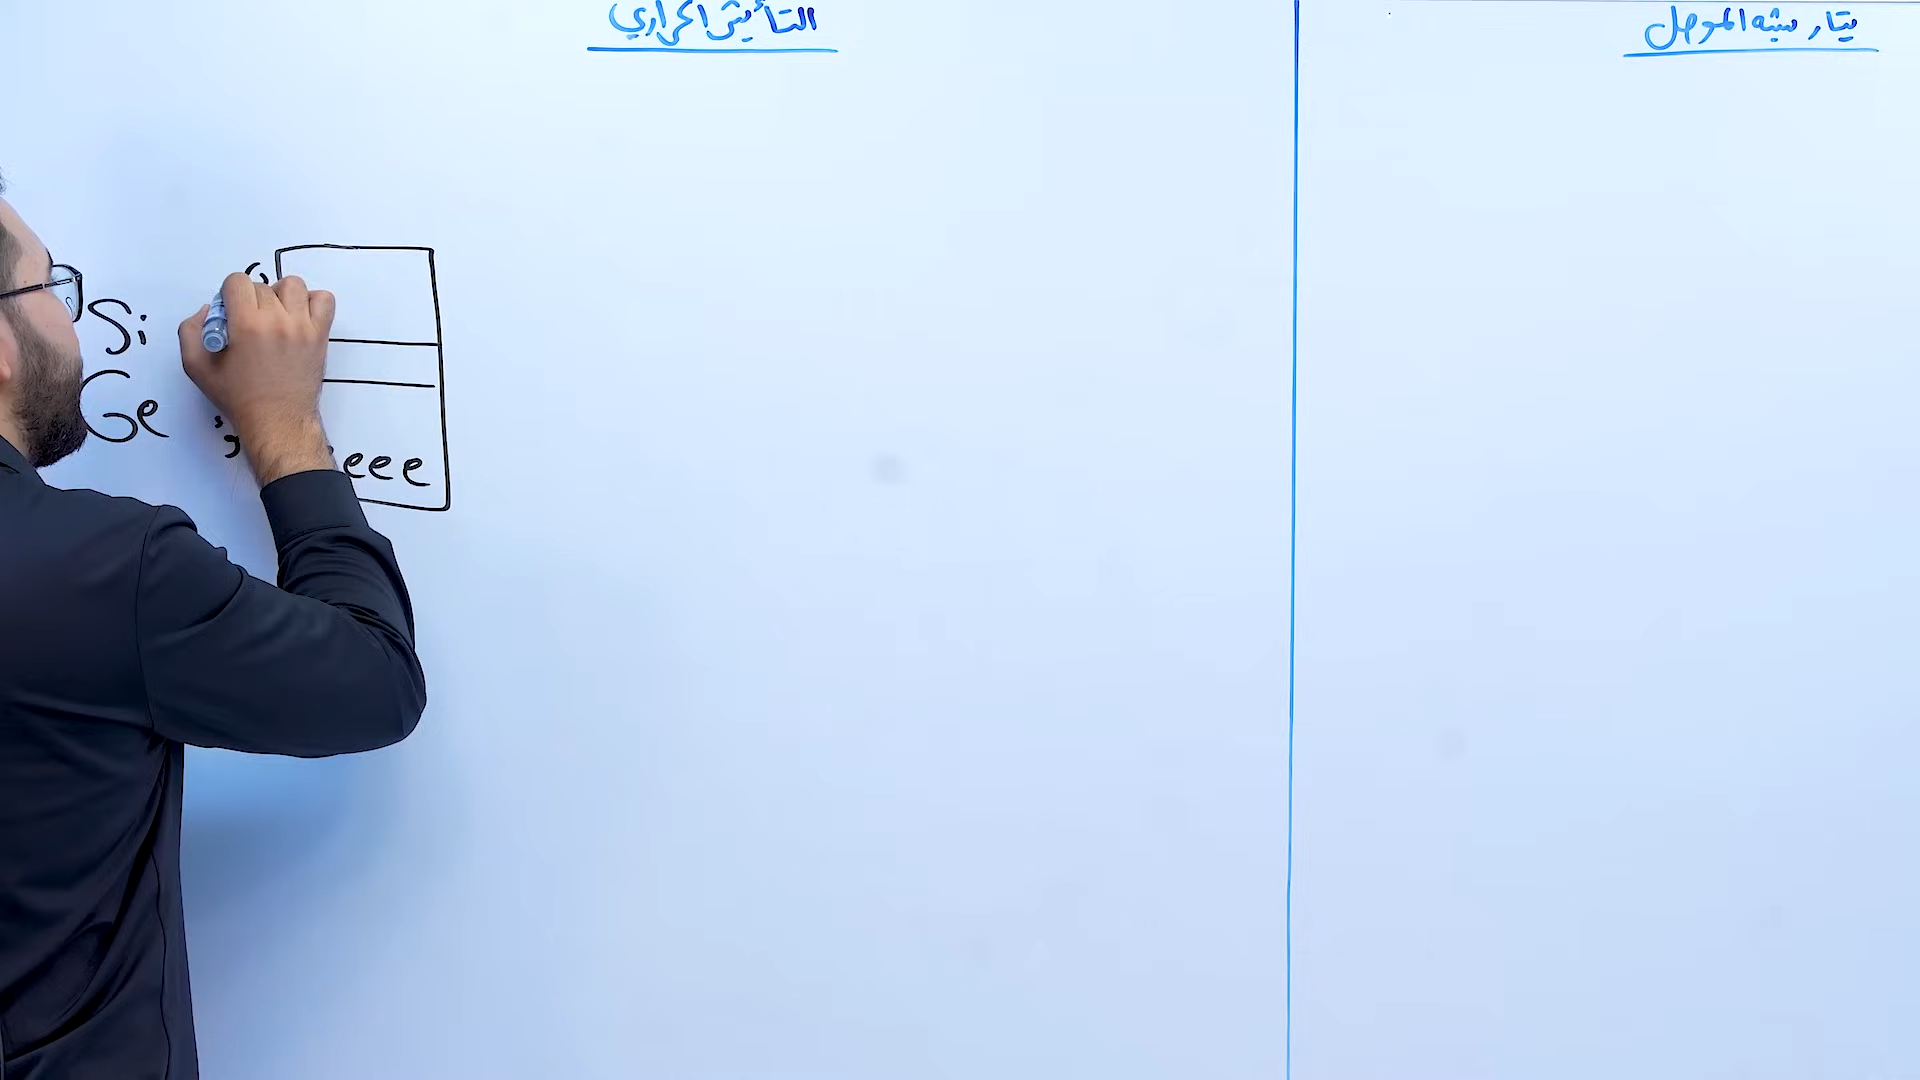 تيار شبه الموصل
التأثير الحراري
Si
Ge
eee